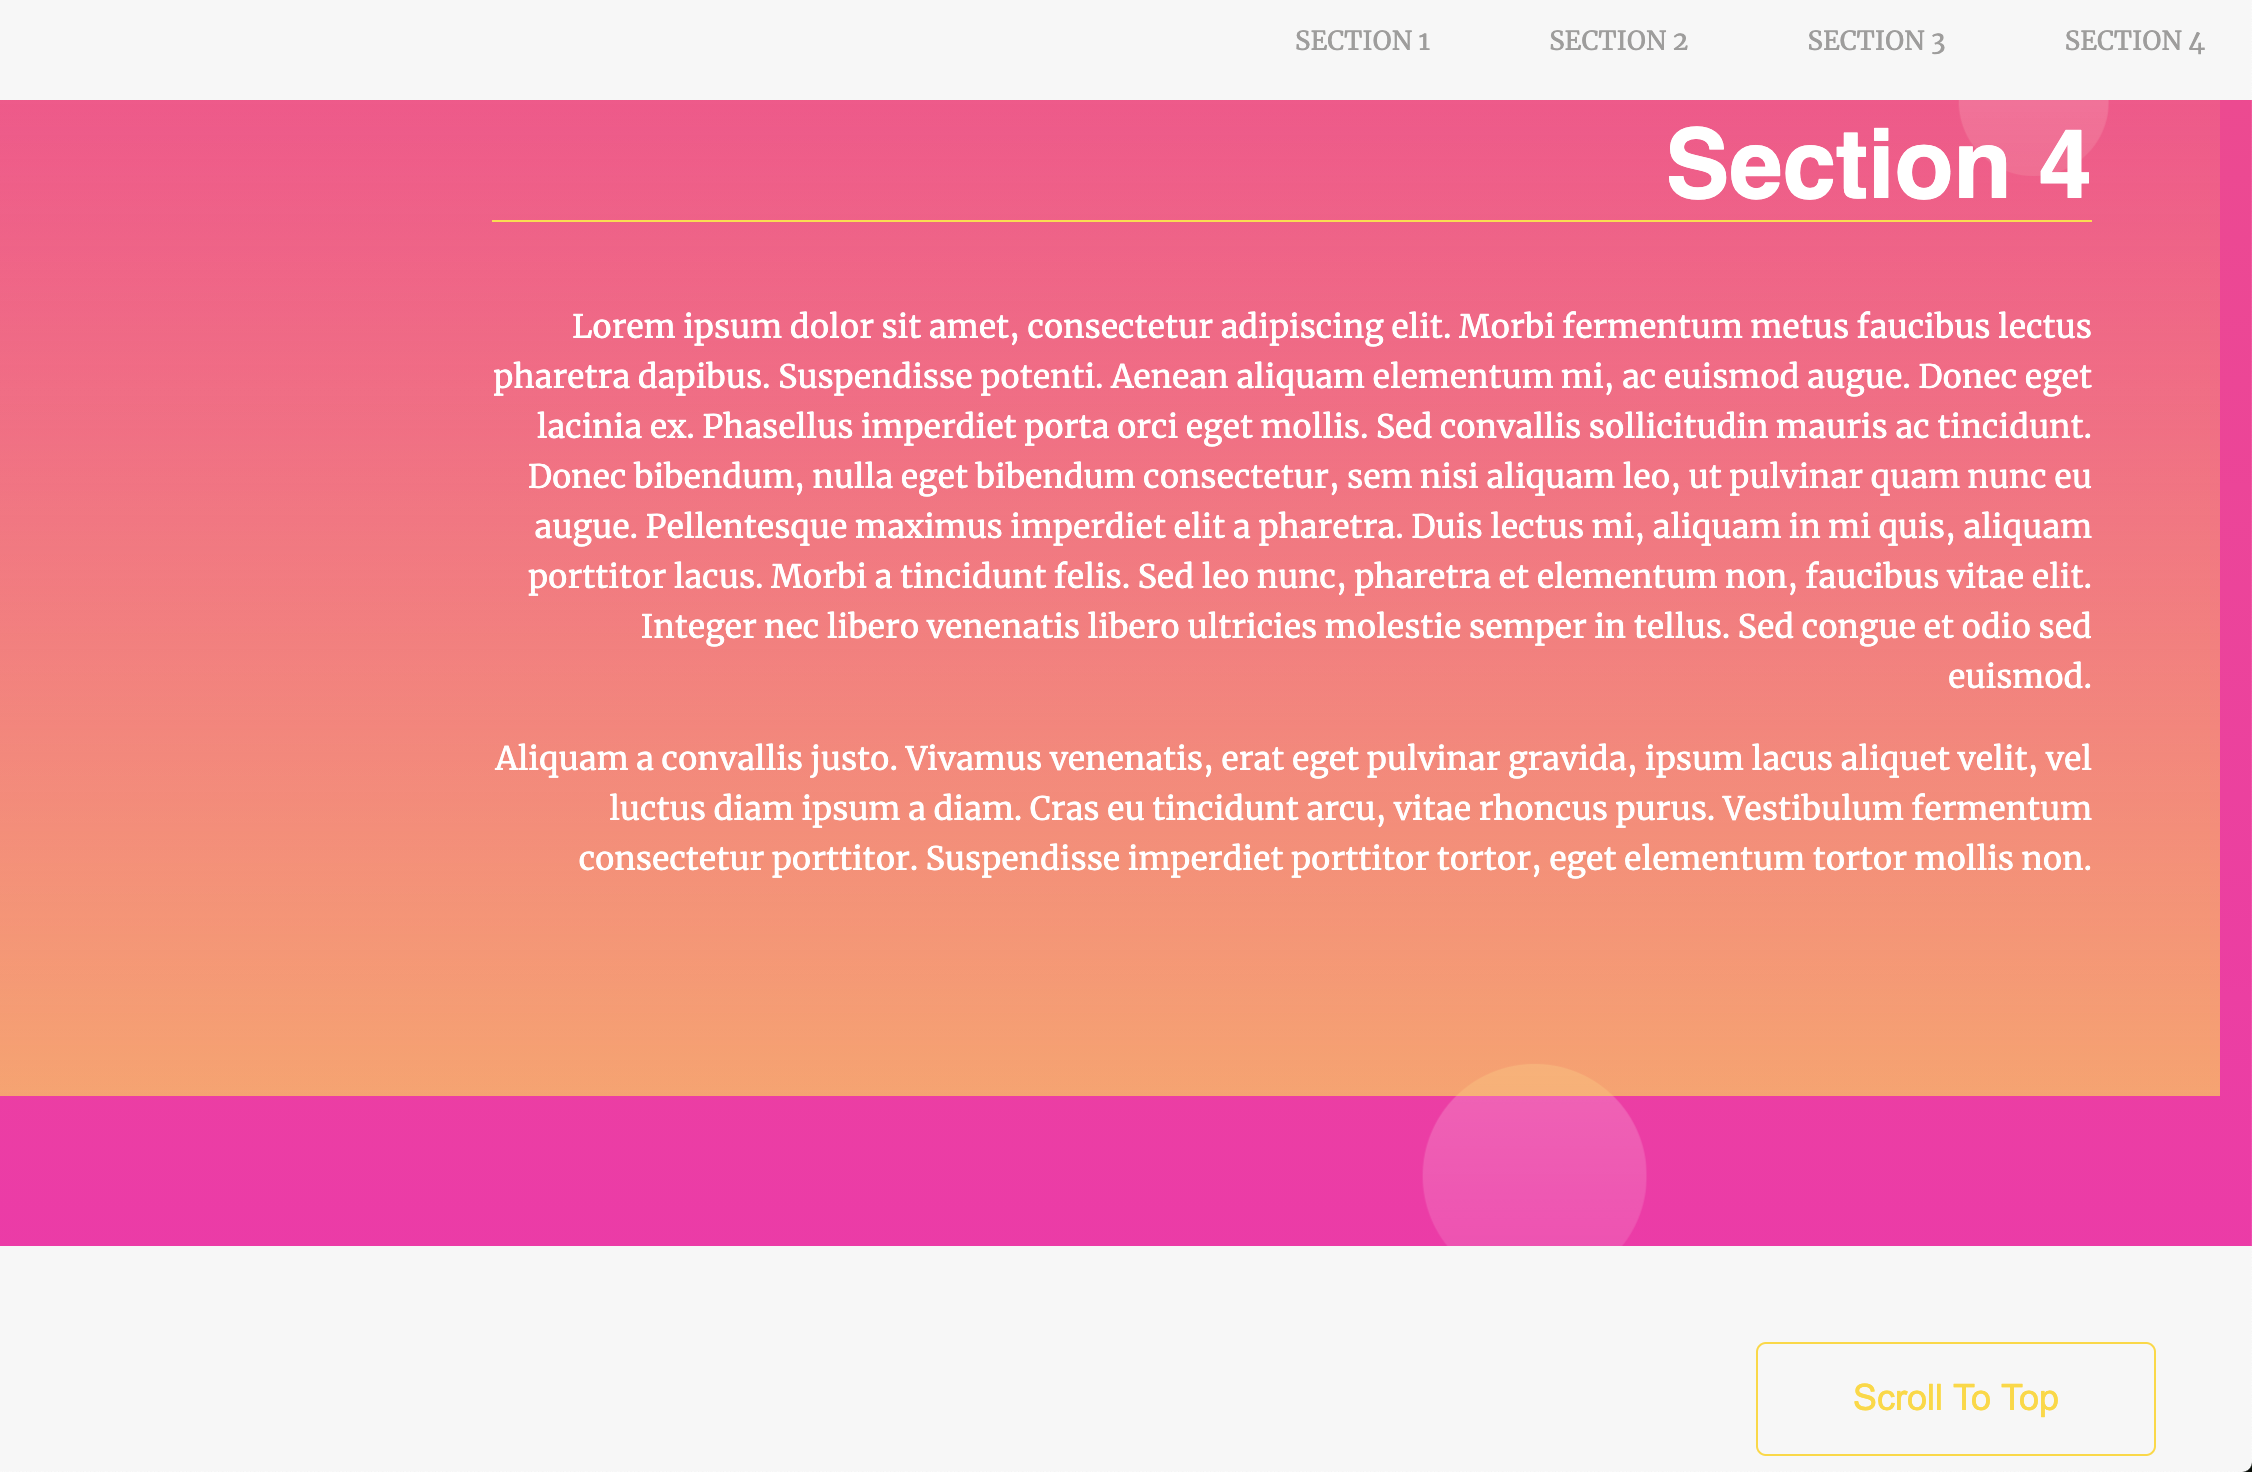 SECTION 1
SECTION 2
SECTION 3
SECTION 4
Section 4
Lorem ipsum dolor sit amet, consectetur adipiscing elit. Morbi fermentum metus faucibus lectus
pharetra dapibus. Suspendisse potenti. Aenean aliquam elementum mi, ac euismod augue. Donec eget
lacinia ex. Phasellus imperdiet porta orci eget mollis. Sed convallis sollicitudin mauris ac tincidunt.
Donec bibendum, nulla eget bibendum consectetur, sem nisi aliquam leo, ut pulvinar quam nunc eu
augue. Pellentesque maximus imperdiet elit a pharetra. Duis lectus mi, aliquam in mi quis, aliquam
porttitor lacus. Morbi a tincidunt felis. Sed leo nunc, pharetra et elementum non, faucibus vitae elit.
Integer nec libero venenatis libero ultricies molestie semper in tellus. Sed congue et odio sed
euismod.
Aliquam a convallis justo. Vivamus venenatis, erat eget pulvinar gravida, ipsum lacus aliquet velit, vel
luctus diam ipsum a diam. Cras eu tincidunt arcu, vitae rhoncus purus. Vestibulum fermentum
consectetur porttitor. Suspendisse imperdiet porttitor tortor, eget elementum tortor mollis non.
Scroll To Top